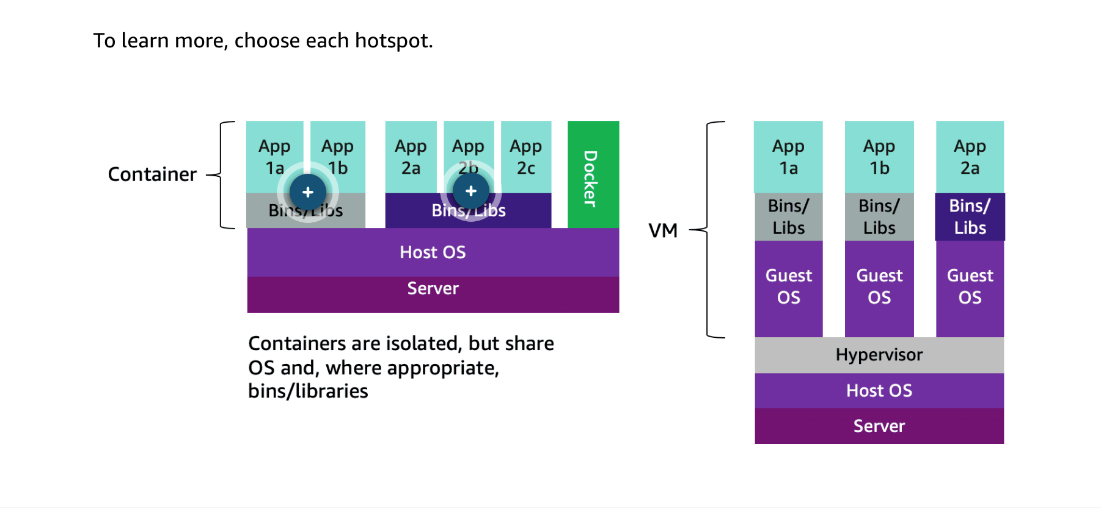 To learn more, choose each hotspot.
Container
App
1a
App
1b
App
2a
App
2b
App
2c
Docker
Bins/Libs
Bins/Libs
+
+
Host OS
Server
Containers are isolated, but share
OS and, where appropriate,
bins/libraries
VM
App
1a
App
1b
App
2a
Bins/
Libs
Bins/
Libs
Bins/
Libs
Guest
OS
Guest
OS
Guest
OS
Hypervisor
Host OS
Server